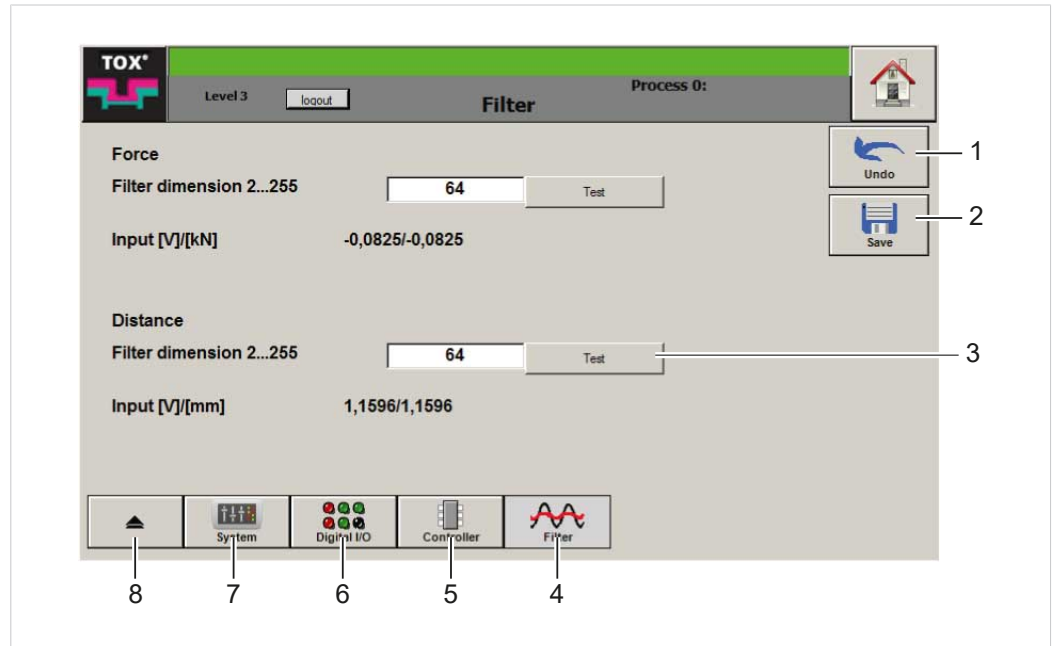 TOX®
Level 3 logout Filter Process 0:
Force
Filter dimension 2...255 64 Test
Input [V]/[kN] -0,0825/-0,0825
Undo 1
Save 2
Distance
Filter dimension 2...255 64 Test 3
Input [V]/[mm] 1,1596/1,1596
System Digital I/O Controller Filter
8 7 6 5 4